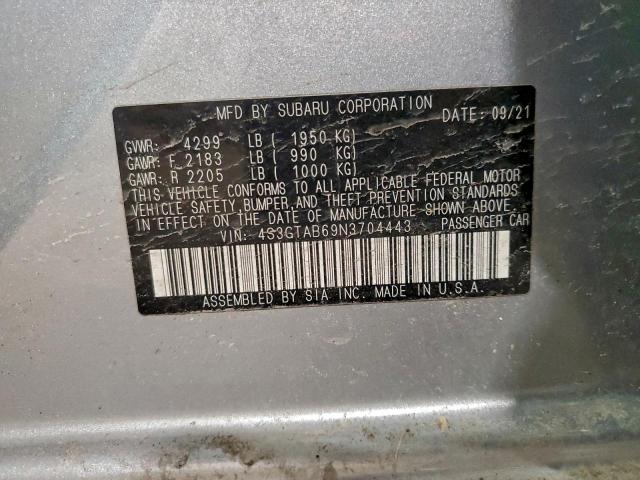 MFD BY SUBARU CORPORATION DATE: 09/21
GVWR: 4299 LB ( 1950 KG)
GAWR: F 2183 LB ( 990 KG)
GAWR: R 2205 LB ( 1000 KG)
THIS VEHICLE CONFORMS TO ALL APPLICABLE FEDERAL MOTOR
VEHICLE SAFETY, BUMPER, AND THEFT PREVENTION STANDARDS
IN EFFECT ON THE DATE OF MANUFACTURE SHOWN ABOVE.
VIN: 4S3GTAB69N3704443 PASSENGER CAR
ASSEMBLED BY SIA INC. MADE IN U.S.A.